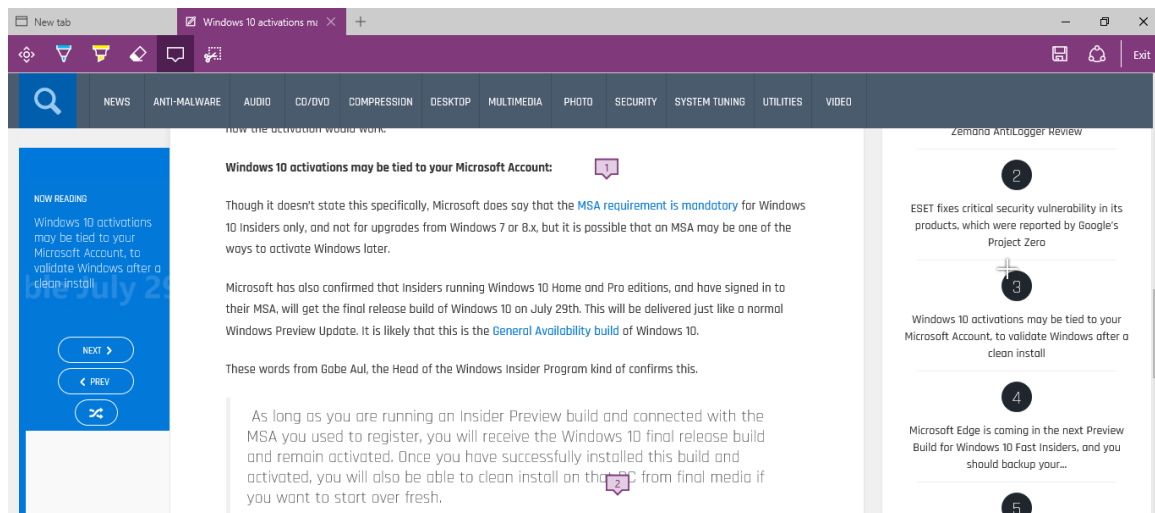 New tab
Windows 10 activations ma
Exit
NEWS
ANTI-MALWARE
AUDIO
CD/DVD
COMPRESSION
DESKTOP
MULTIMEDIA
PHOTO
SECURITY
SYSTEM TUNING
UTILITIES
VIDEO
NOW READING
Windows 10 activations
may be tied to your
Microsoft Account, to
validate Windows after a
clean install
ble July 29
NEXT
PREV
how the activation would work.
Windows 10 activations may be tied to your Microsoft Account:
1
Though it doesn't state this specifically, Microsoft does say that the MSA requirement is mandatory for Windows
10 Insiders only, and not for upgrades from Windows 7 or 8.x, but it is possible that an MSA may be one of the
ways to activate Windows later.
Microsoft has also confirmed that Insiders running Windows 10 Home and Pro editions, and have signed in to
their MSA, will get the final release build of Windows 10 on July 29th. This will be delivered just like a normal
Windows Preview Update. It is likely that this is the General Availability build of Windows 10.
These words from Gabe Aul, the Head of the Windows Insider Program kind of confirms this.
As long as you are running an Insider Preview build and connected with the
MSA you used to register, you will receive the Windows 10 final release build
and remain activated. Once you have successfully installed this build and
activated, you will also be able to clean install on that PC from final media if
2
you want to start over fresh.
Zemana AntiLogger Review
2
ESET fixes critical security vulnerability in its
products, which were reported by Google's
Project Zero
3
Windows 10 activations may be tied to your
Microsoft Account, to validate Windows after a
clean install
4
Microsoft Edge is coming in the next Preview
Build for Windows 10 Fast Insiders, and you
should backup your...
5